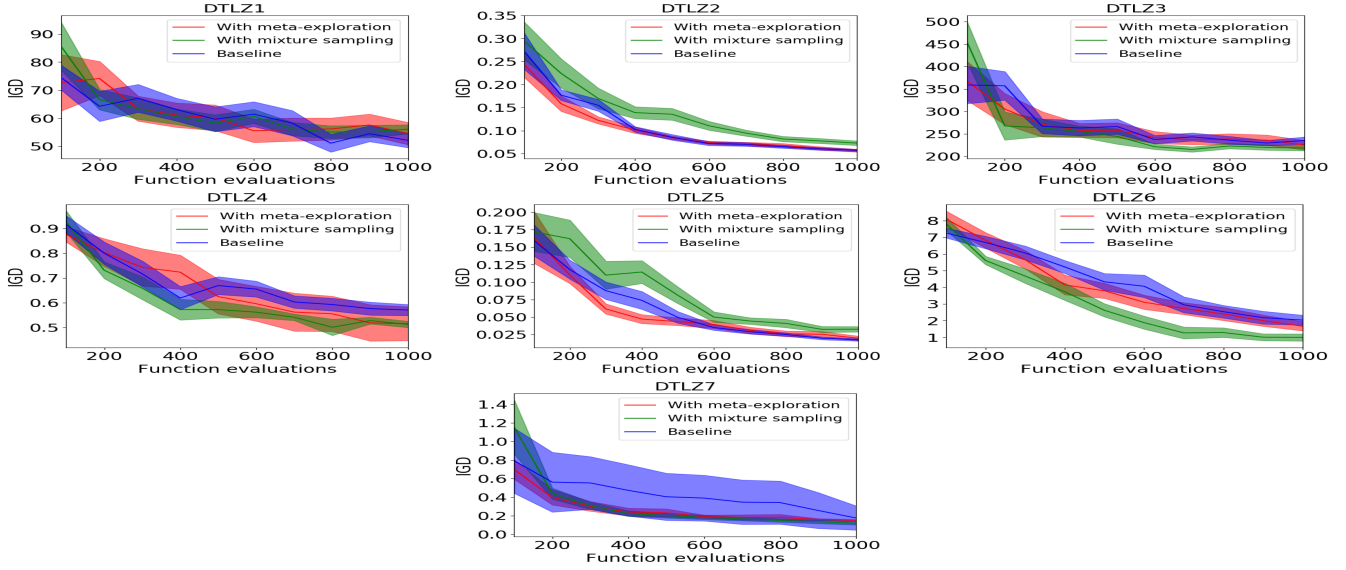 DTLZ1
IGD
90
80
70
60
50
200 400 600 800 1000
Function evaluations
With meta-exploration
With mixture sampling
Baseline
DTLZ2
IGD
0.35
0.30
0.25
0.20
0.15
0.10
0.05
200 400 600 800 1000
Function evaluations
With meta-exploration
With mixture sampling
Baseline
DTLZ3
IGD
500
450
400
350
300
250
200
200 400 600 800 1000
Function evaluations
With meta-exploration
With mixture sampling
Baseline
DTLZ4
IGD
0.9
0.8
0.7
0.6
0.5
200 400 600 800 1000
Function evaluations
With meta-exploration
With mixture sampling
Baseline
DTLZ5
IGD
0.200
0.175
0.150
0.125
0.100
0.075
0.050
0.025
200 400 600 800 1000
Function evaluations
With meta-exploration
With mixture sampling
Baseline
DTLZ6
IGD
8
7
6
5
4
3
2
1
200 400 600 800 1000
Function evaluations
With meta-exploration
With mixture sampling
Baseline
DTLZ7
IGD
1.4
1.2
1.0
0.8
0.6
0.4
0.2
0.0
200 400 600 800 1000
Function evaluations
With meta-exploration
With mixture sampling
Baseline